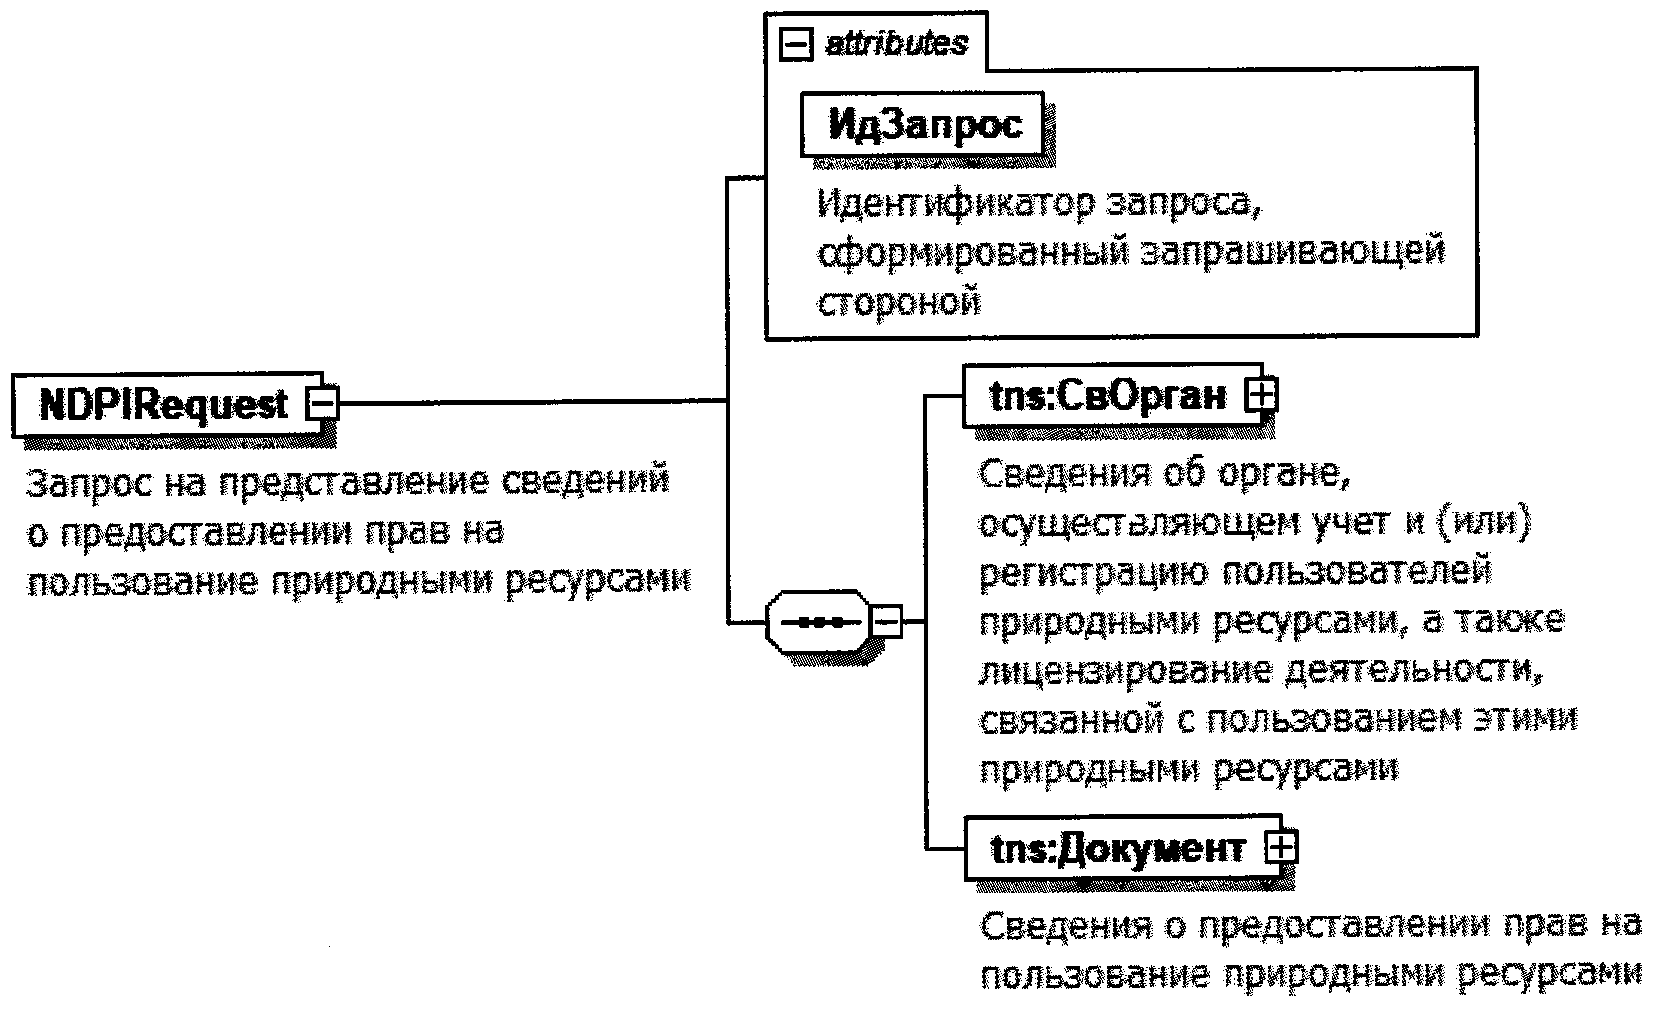 attributes
ИдЗапрос
Идентификатор запроса,
сформированный запрашивающей
стороной
NDPIRequest
Запрос на представление сведений
о предоставлении прав на
пользование природными ресурсами
tns:СвОрган
Сведения об органе,
осуществляющем учет и (или)
регистрацию пользователей
природными ресурсами, а также
лицензирование деятельности,
связанной с пользованием этими
природными ресурсами
tns:Документ
Сведения о предоставлении прав на
пользование природными ресурсами